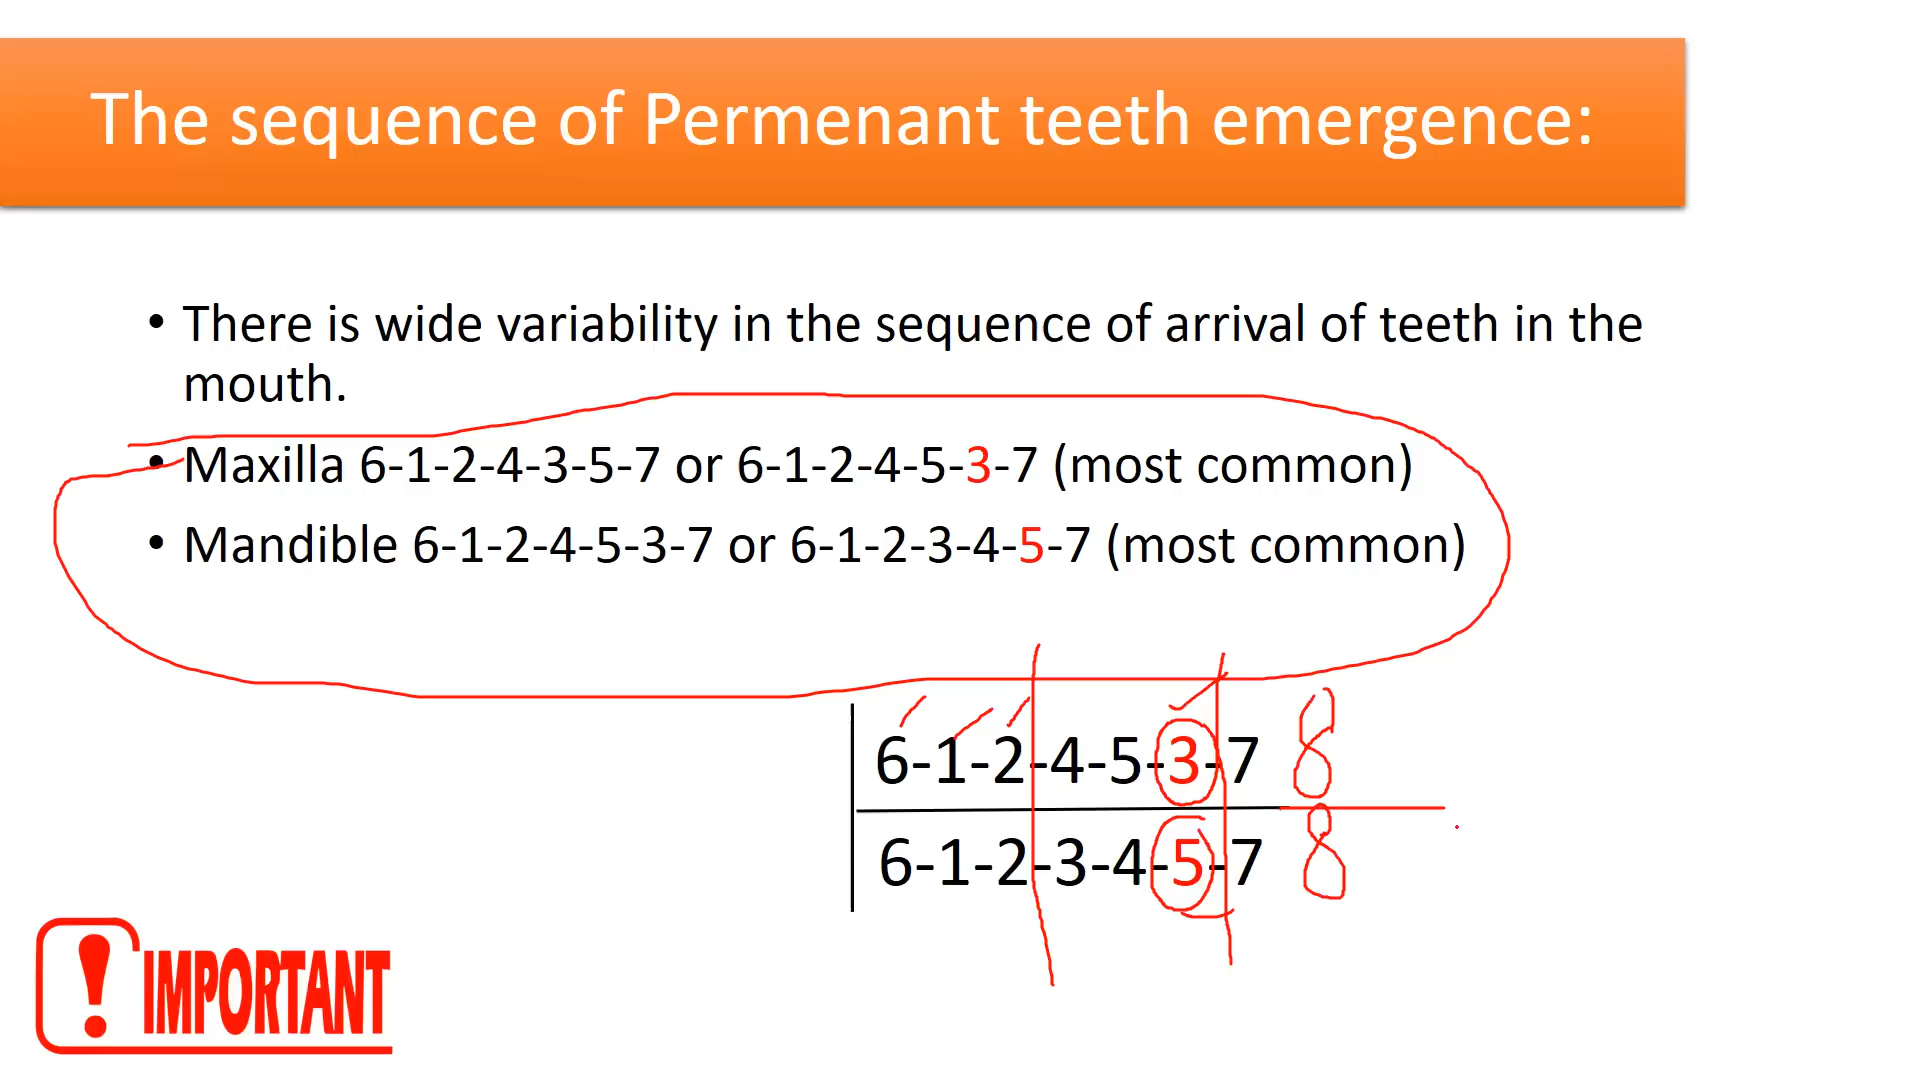 The sequence of Permenant teeth emergence:
• There is wide variability in the sequence of arrival of teeth in the
mouth.
• Maxilla 6-1-2-4-3-5-7 or 6-1-2-4-5-3-7 (most common)
• Mandible 6-1-2-4-5-3-7 or 6-1-2-3-4-5-7 (most common)
6-1-2-4-5-3-7 8
6-1-2-3-4-5-7 8
! IMPORTANT